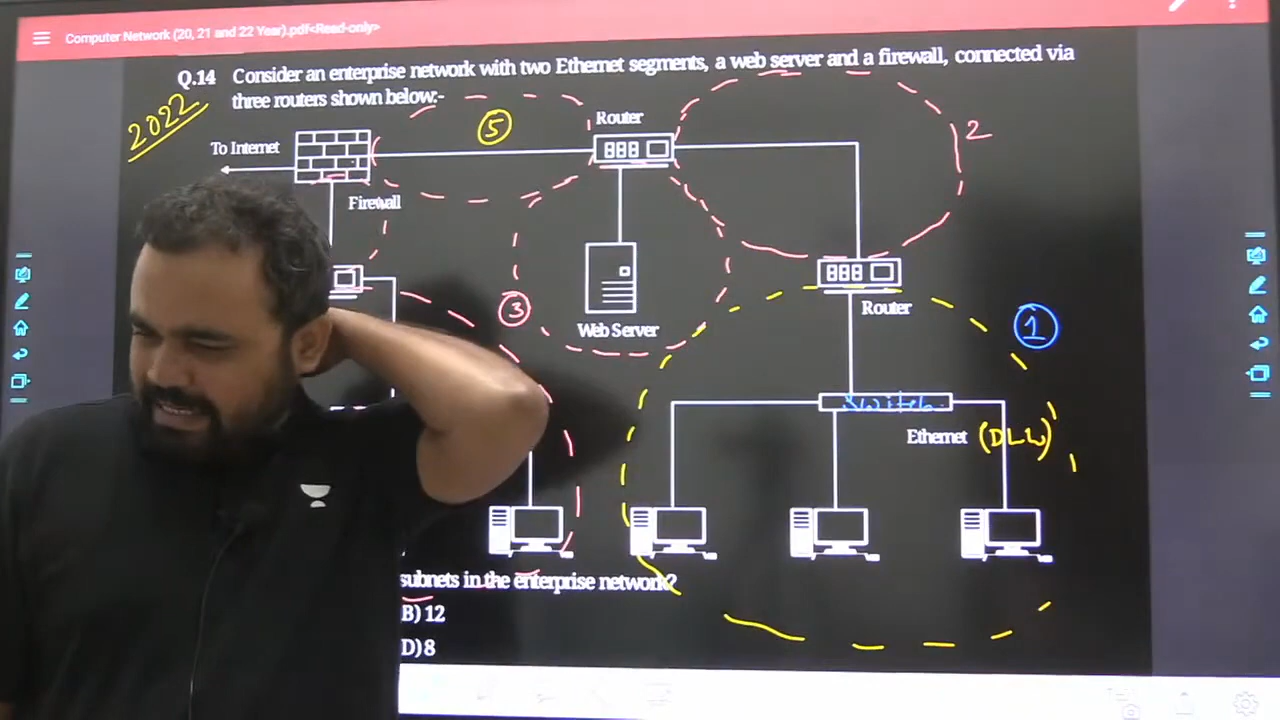 Computer Network (20, 21 and 22 Year).pdf<Read-only>
Q.14 Consider an enterprise network with two Ethernet segments, a web server and a firewall, connected via
three routers shown below:-
2022
To Internet
Firewall
5
Router
2
3
Web Server
Router
1
Switch
Ethernet (DLL)
subnets in the enterprise network?
B) 12
D) 8